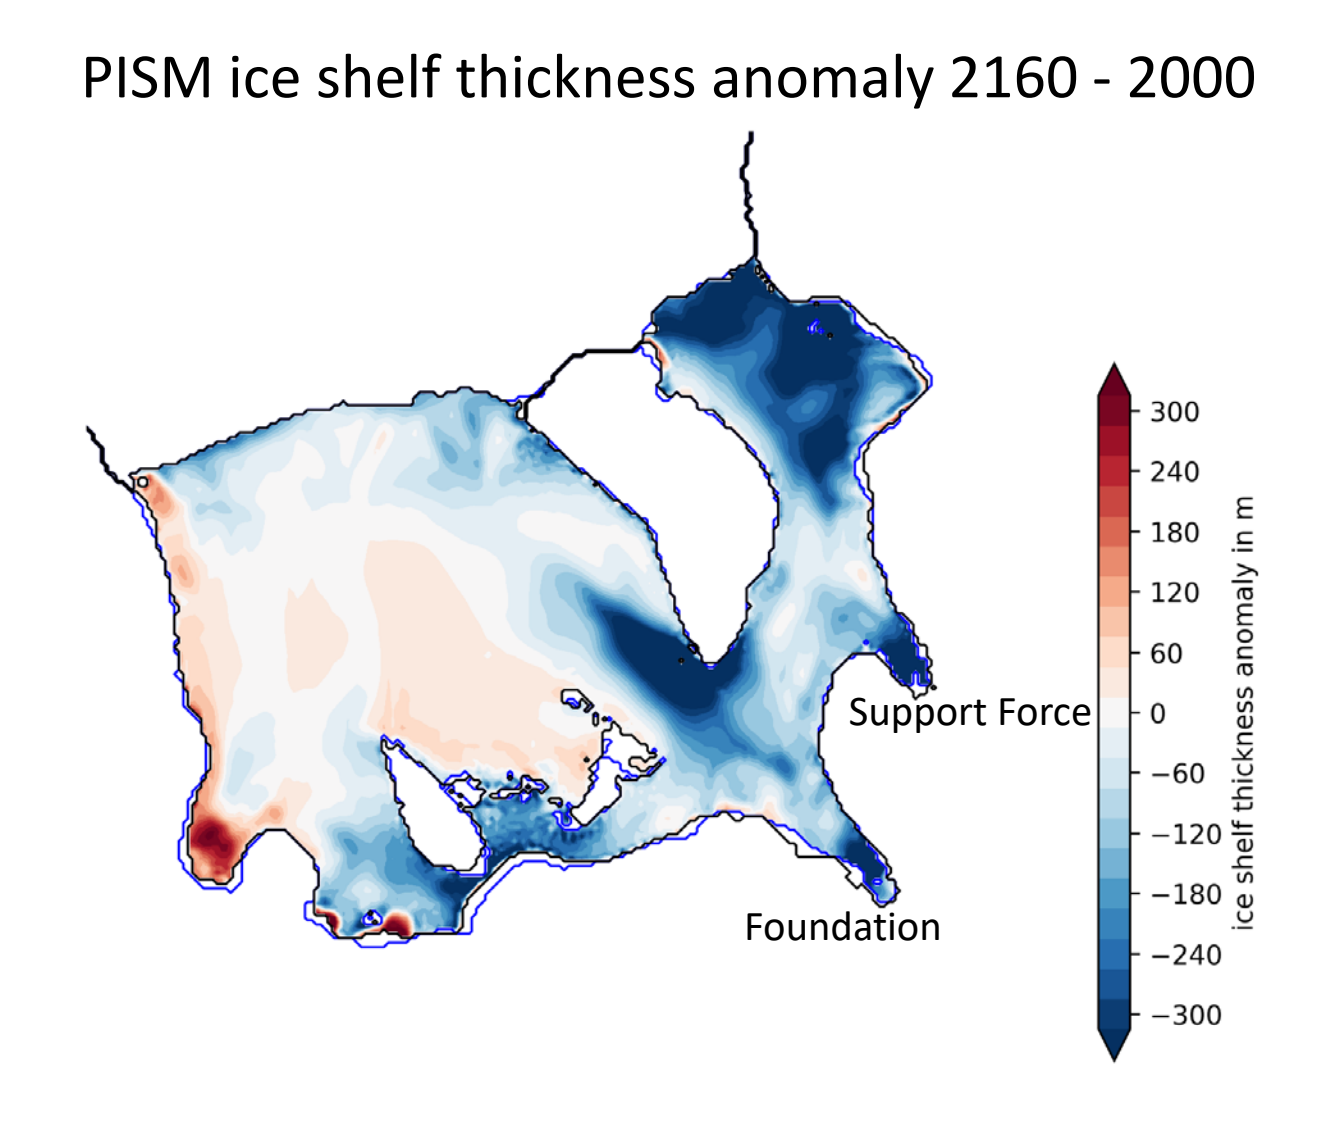 PISM ice shelf thickness anomaly 2160 - 2000
Support Force
Foundation
300
240
180
120
60
0
−60
−120
−180
−240
−300
ice shelf thickness anomaly in m